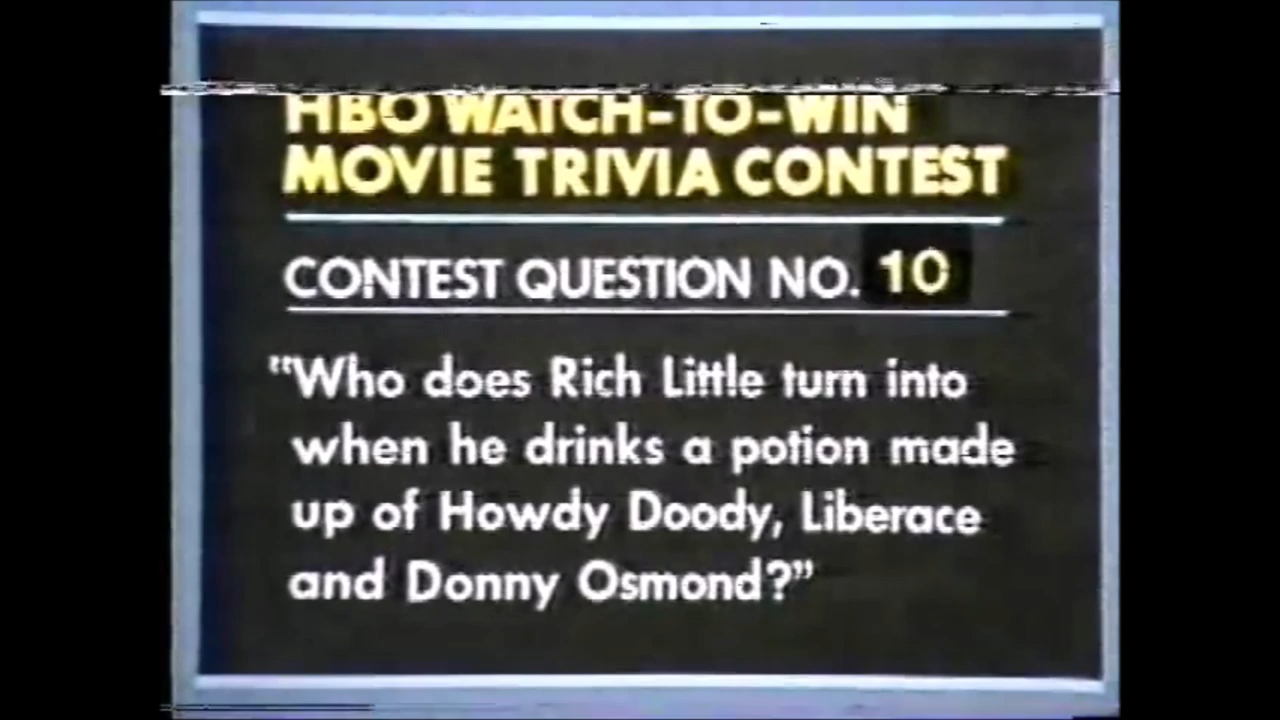 HBO WATCH-TO-WIN
MOVIE TRIVIA CONTEST
CONTEST QUESTION NO. 10
"Who does Rich Little turn into
when he drinks a potion made
up of Howdy Doody, Liberace
and Donny Osmond?”